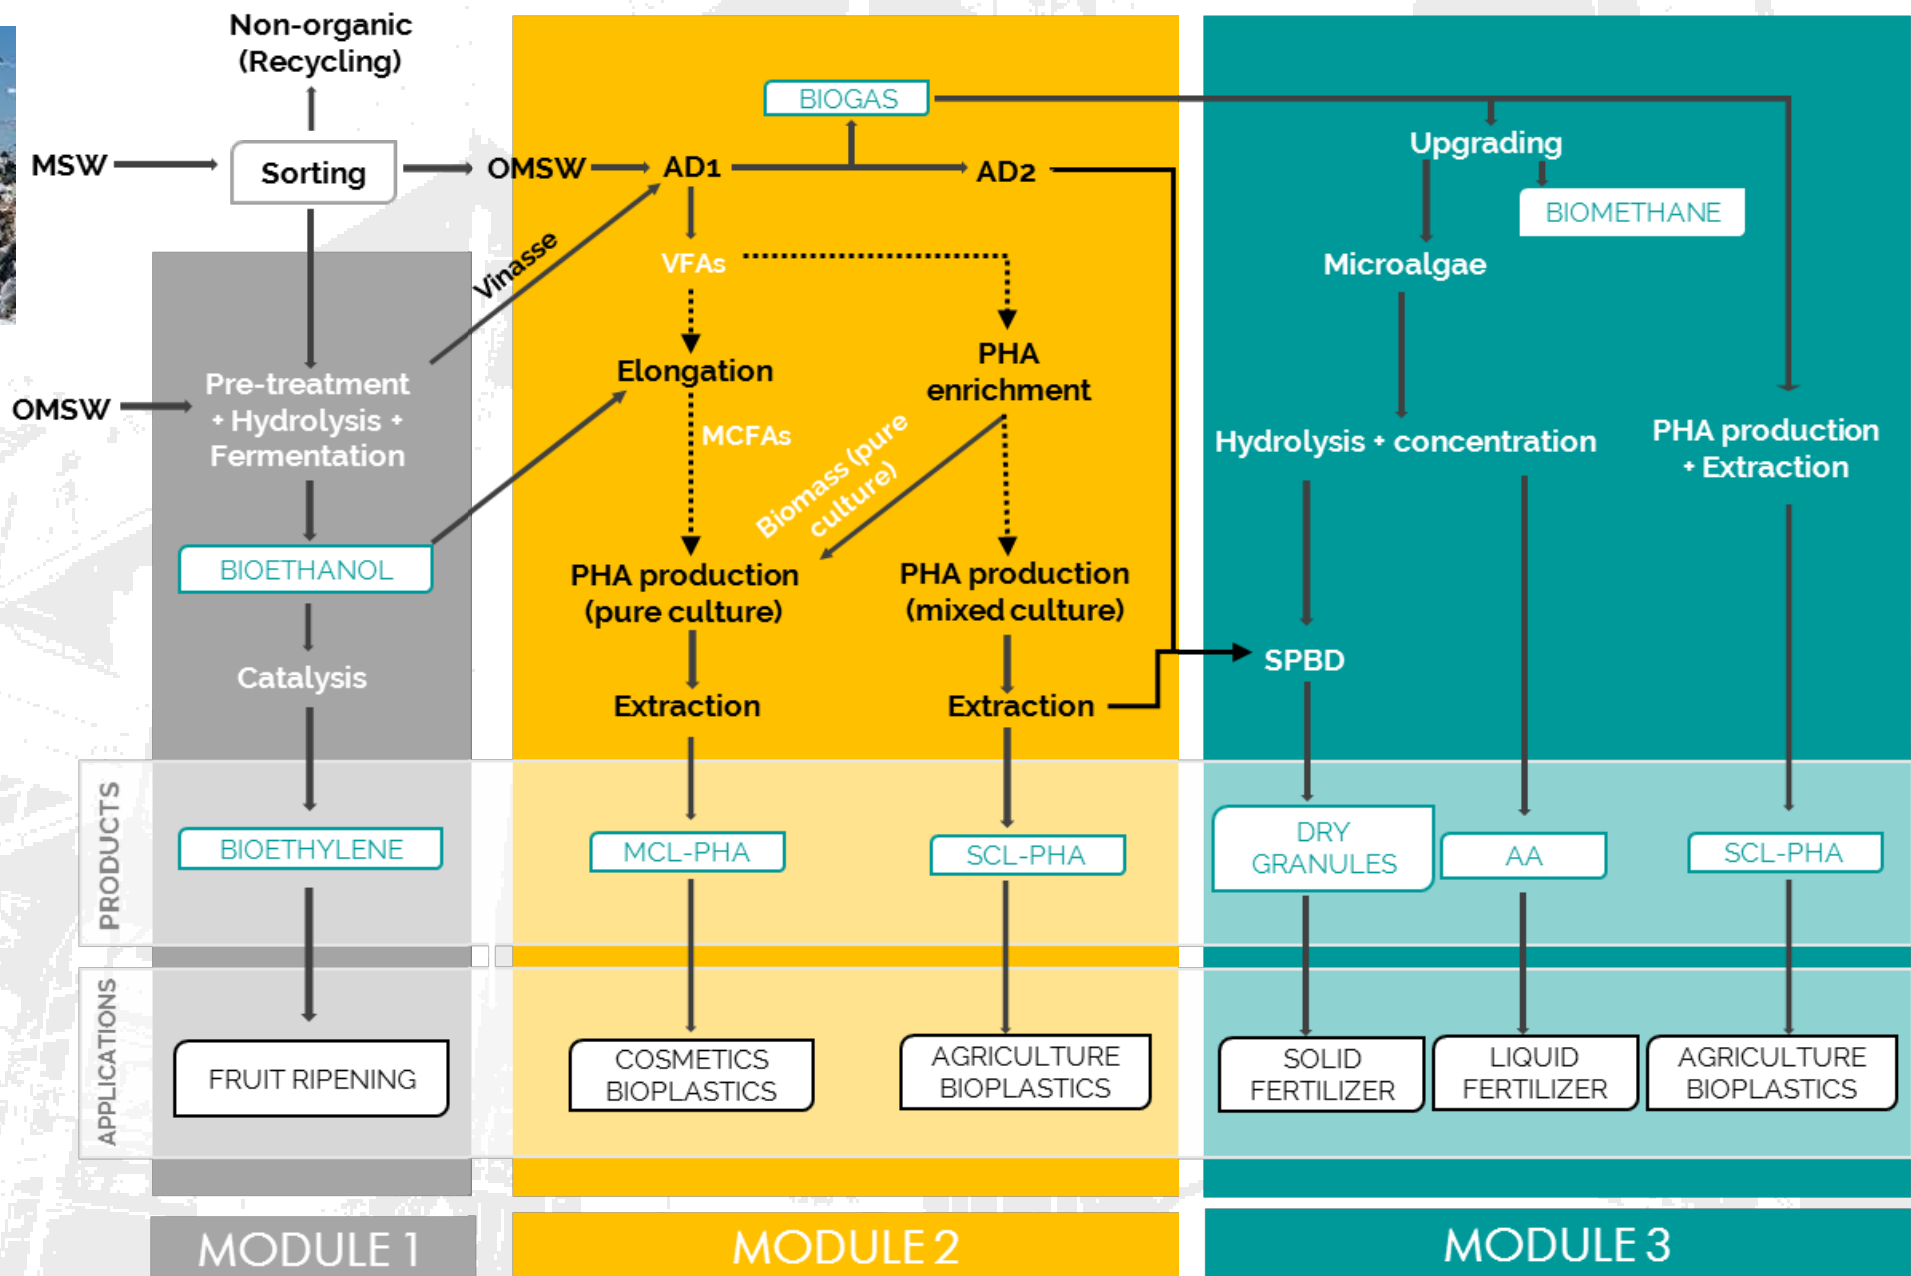 Non-organic
(Recycling)
MSW
Sorting
OMSW
AD1
BIOGAS
AD2
Upgrading
BIOMETHANE
Vinasse
VFAs
Microalgae
OMSW
Pre-treatment
+ Hydrolysis +
Fermentation
Elongation
MCFAs
PHA
enrichment
Biomass (pure
culture)
Hydrolysis + concentration
PHA production
+ Extraction
BIOETHANOL
PHA production
(pure culture)
PHA production
(mixed culture)
Catalysis
Extraction
Extraction
SPBD
PRODUCTS
BIOETHYLENE
MCL-PHA
SCL-PHA
DRY
GRANULES
AA
SCL-PHA
APPLICATIONS
FRUIT RIPENING
COSMETICS
BIOPLASTICS
AGRICULTURE
BIOPLASTICS
SOLID
FERTILIZER
LIQUID
FERTILIZER
AGRICULTURE
BIOPLASTICS
MODULE 1
MODULE 2
MODULE 3